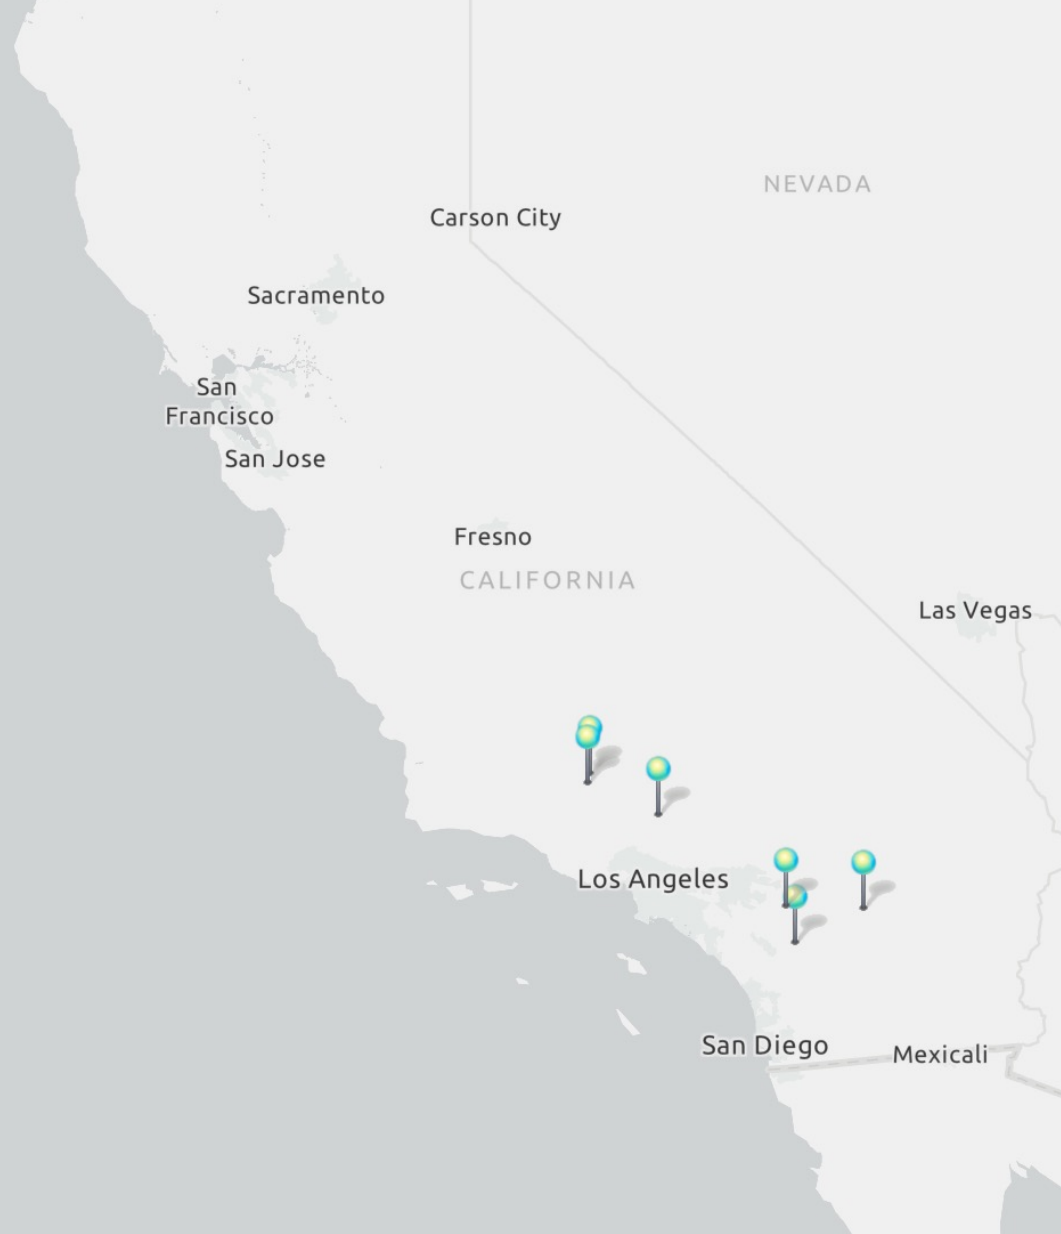 NEVADA
Carson City
Sacramento
San
Francisco
San Jose
Fresno
CALIFORNIA
Las Vegas
Los Angeles
San Diego
Mexicali